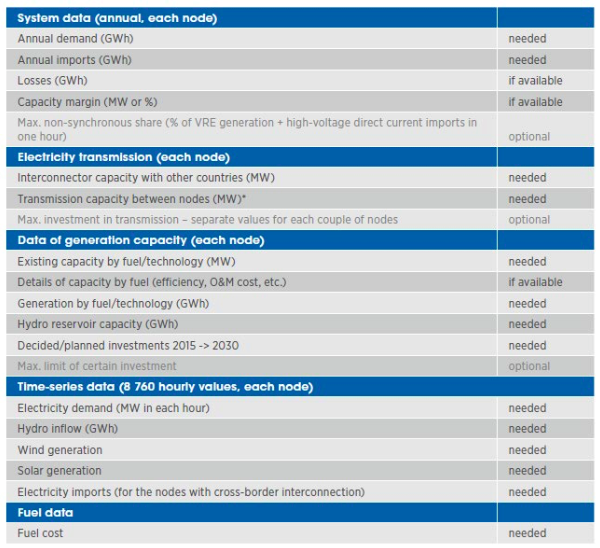 System data (annual, each node)
Annual demand (GWh) needed
Annual imports (GWh) needed
Losses (GWh) if available
Capacity margin (MW or %) if available
Max. non-synchronous share (% of VRE generation + high-voltage direct current imports in
one hour) optional
Electricity transmission (each node)
Interconnector capacity with other countries (MW) needed
Transmission capacity between nodes (MW)* needed
Max. investment in transmission – separate values for each couple of nodes optional
Data of generation capacity (each node)
Existing capacity by fuel/technology (MW) needed
Details of capacity by fuel (efficiency, O&M cost, etc.) if available
Generation by fuel/technology (GWh) needed
Hydro reservoir capacity (GWh) needed
Decided/planned investments 2015 -> 2030 needed
Max. limit of certain investment optional
Time-series data (8 760 hourly values, each node)
Electricity demand (MW in each hour) needed
Hydro inflow (GWh) needed
Wind generation needed
Solar generation needed
Electricity imports (for the nodes with cross-border interconnection) needed
Fuel data
Fuel cost needed